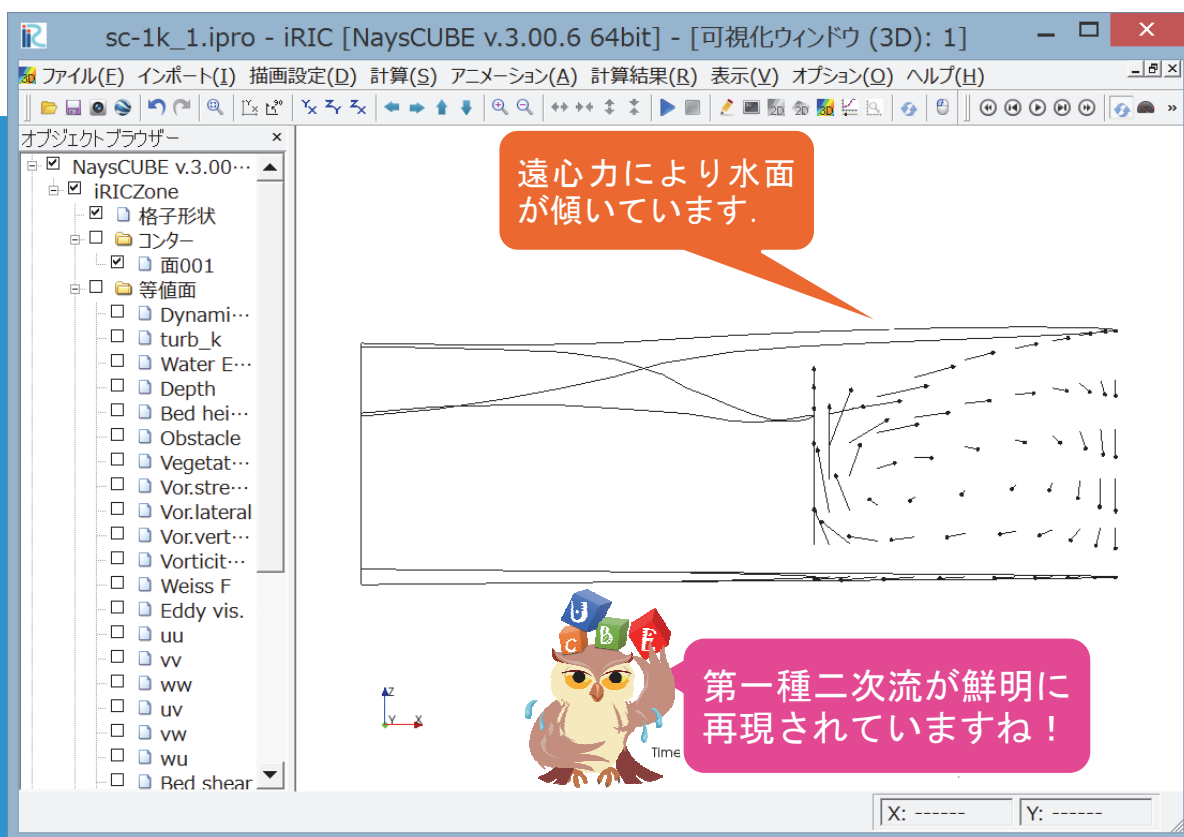 sc-1k_1.ipro - iRIC [NaysCUBE v.3.00.6 64bit] - [可視化ウィンドウ (3D): 1]
ファイル(F) インポート(I) 描画設定(D) 計算(S) アニメーション(A) 計算結果(R) 表示(V) オプション(O) ヘルプ(H)
オブジェクトブラウザー
NaysCUBE v.3.00…
iRICZone
格子形状
コンター
面001
等値面
Dynami…
turb_k
Water E…
Depth
Bed hei…
Obstacle
Vegetat…
Vor.stre…
Vor.lateral
Vor.vert…
Vorticit…
Weiss F
Eddy vis.
uu
vv
ww
uv
vw
wu
Bed shear
遠心力により水面
が傾いています.
U
C B E
第一種二次流が鮮明に
再現されていますね！
Z
Y X
Time
X: ------ Y: ------